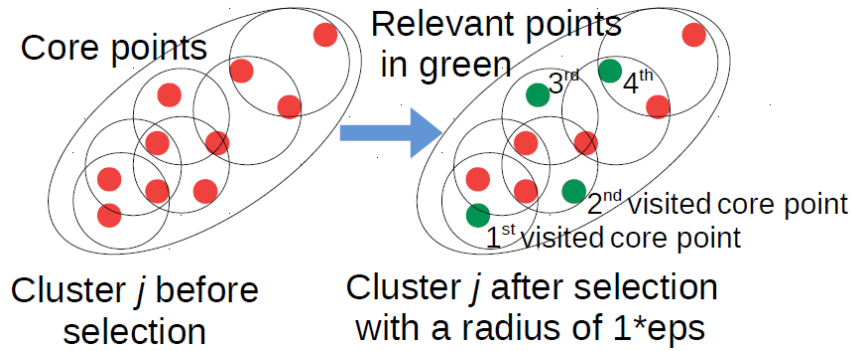 Core points
Relevant points
in green
3rd
4th
2nd visited core point
1st visited core point
Cluster j before
selection
Cluster j after selection
with a radius of 1*eps